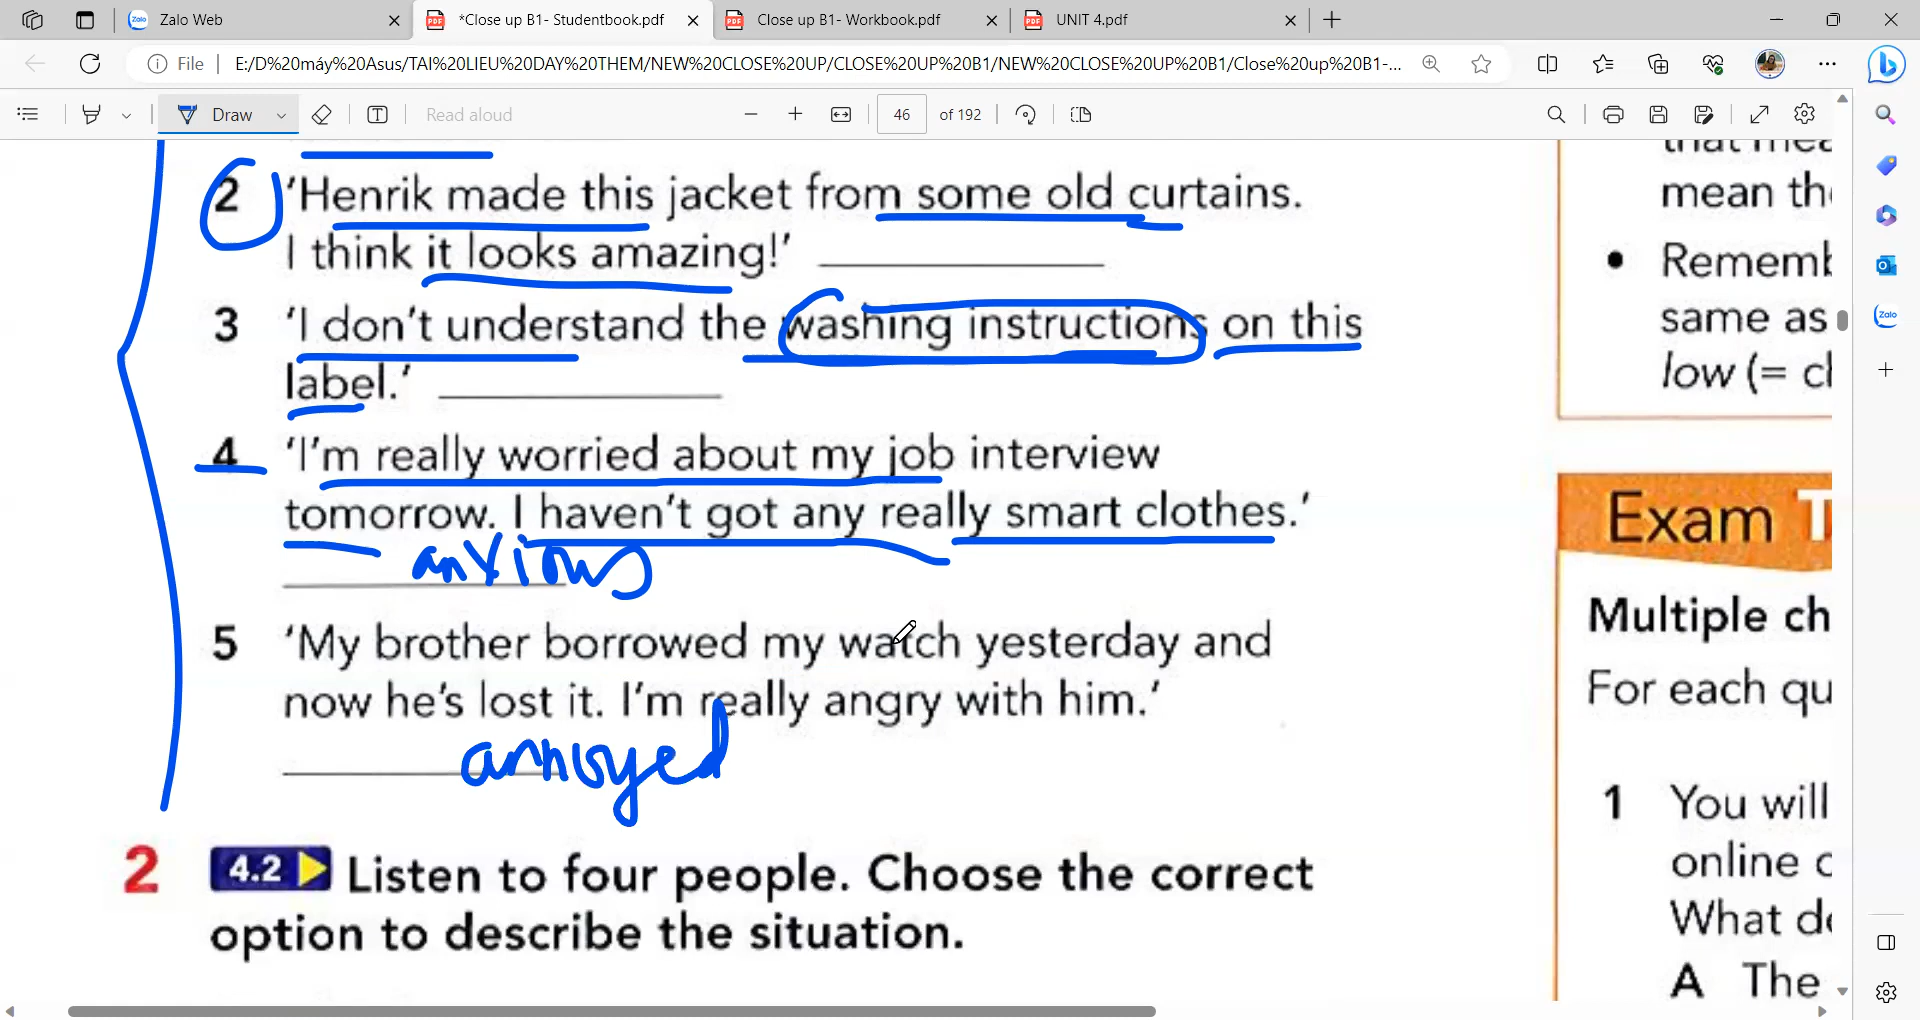 Zalo Web
*Close up B1- Studentbook.pdf
Close up B1- Workbook.pdf
UNIT 4.pdf
File
E:/D%20máy%20Asus/TAI%20LIEU%20DAY%20THEM/NEW%20CLOSE%20UP/CLOSE%20UP%20B1/NEW%20CLOSE%20UP%20B1/Close%20up%20B1-...
Draw
Read aloud
46
of 192
2 'Henrik made this jacket from some old curtains.
I think it looks amazing!'
3 'I don't understand the washing instructions on this
label.'
4 'I'm really worried about my job interview
tomorrow. I haven't got any really smart clothes.'
anxious
5 'My brother borrowed my watch yesterday and
now he's lost it. I'm really angry with him.'
annoyed
2 4.2 Listen to four people. Choose the correct
option to describe the situation.
that mea
mean the
• Rememb
same as
low (= cl
Exam T
Multiple ch
For each qu
1 You will
online c
What do
A The